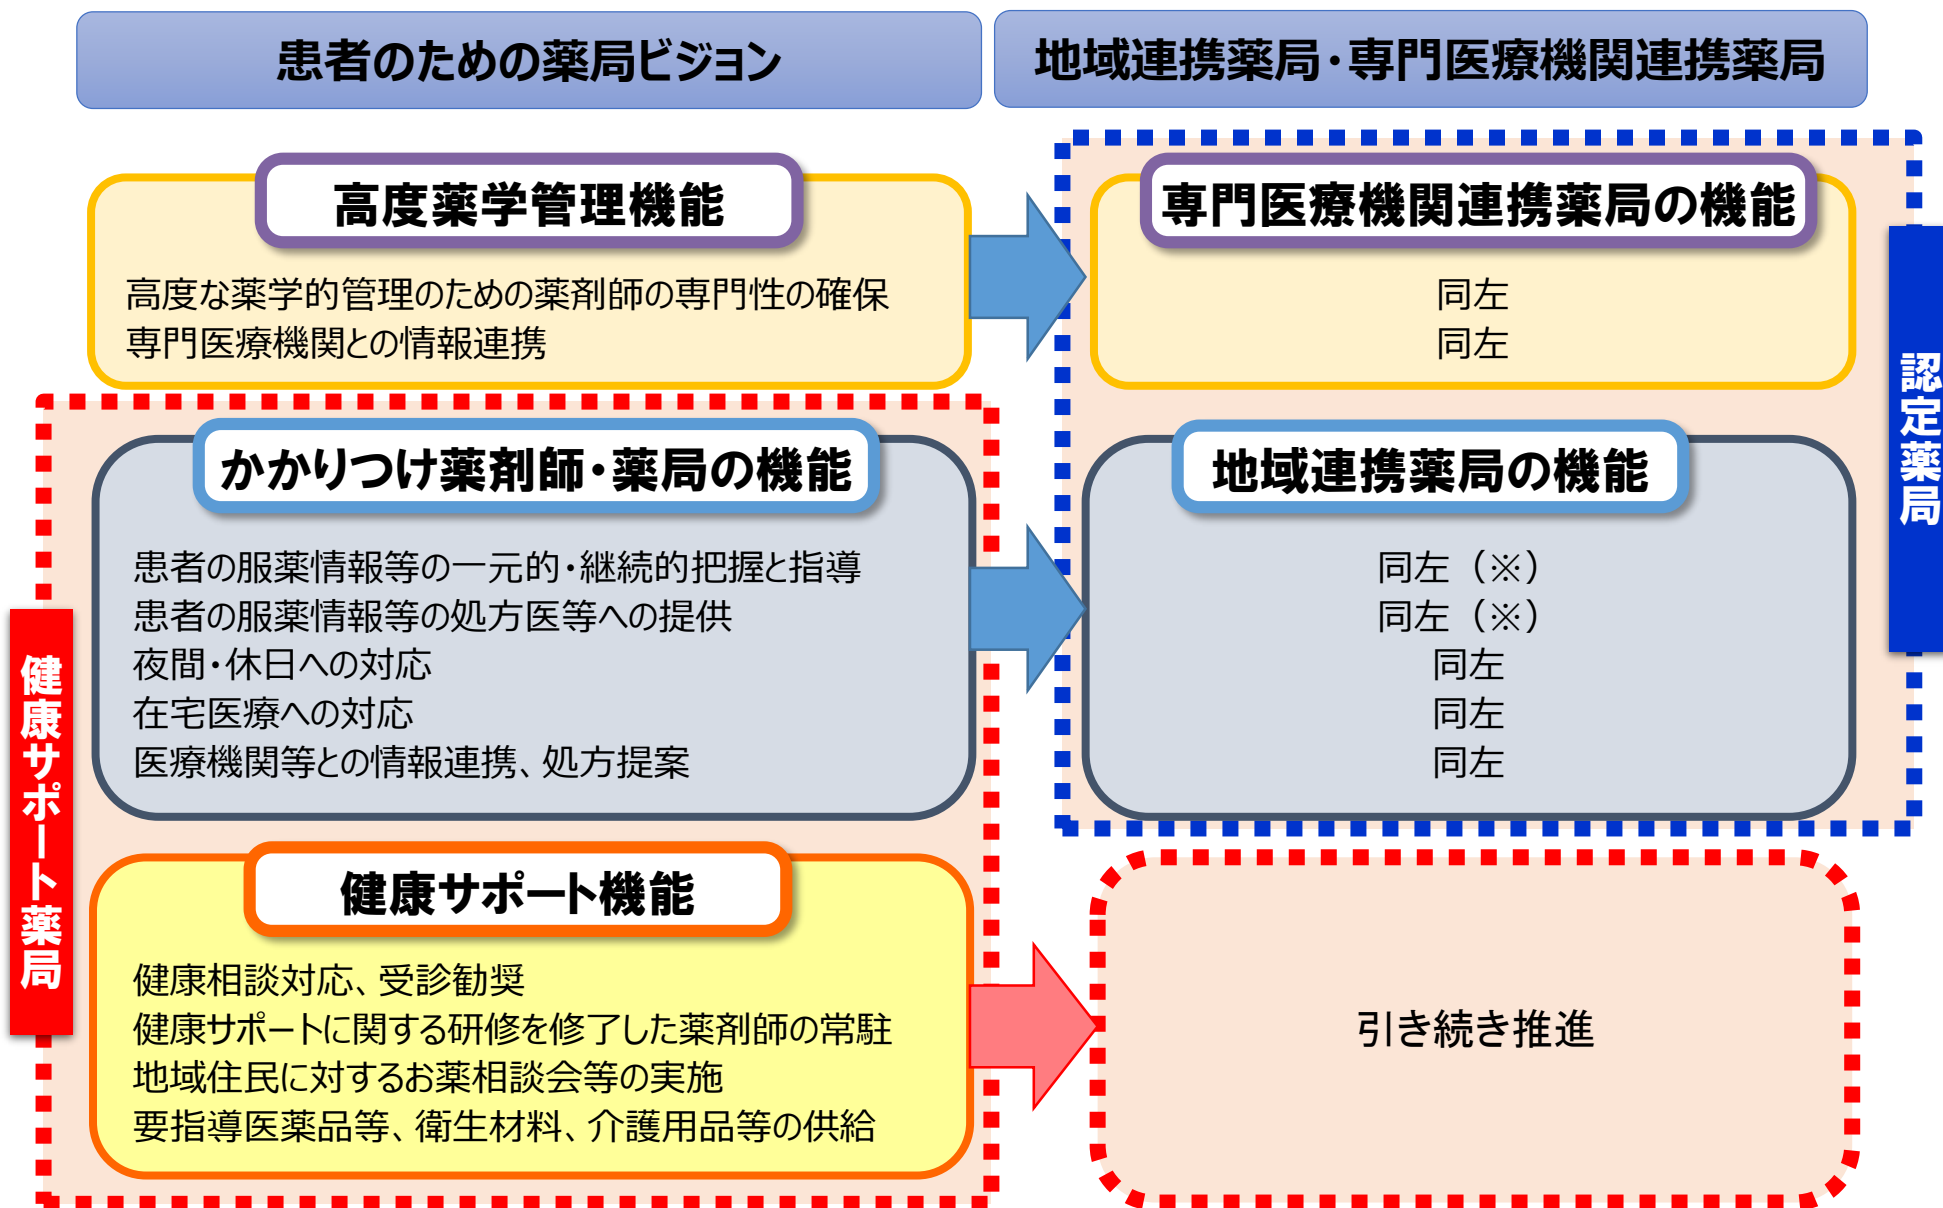 患者のための薬局ビジョン
地域連携薬局・専門医療機関連携薬局
高度薬学管理機能
高度な薬学的管理のための薬剤師の専門性の確保
専門医療機関との情報連携
専門医療機関連携薬局の機能
同左
同左
認定薬局
かかりつけ薬剤師・薬局の機能
患者の服薬情報等の一元的・継続的把握と指導
患者の服薬情報等の処方医等への提供
夜間・休日への対応
在宅医療への対応
医療機関等との情報連携、処方提案
地域連携薬局の機能
同左（※）
同左（※）
同左
同左
同左
健康サポート薬局
健康サポート機能
健康相談対応、受診勧奨
健康サポートに関する研修を修了した薬剤師の常駐
地域住民に対するお薬相談会等の実施
要指導医薬品等、衛生材料、介護用品等の供給
引き続き推進